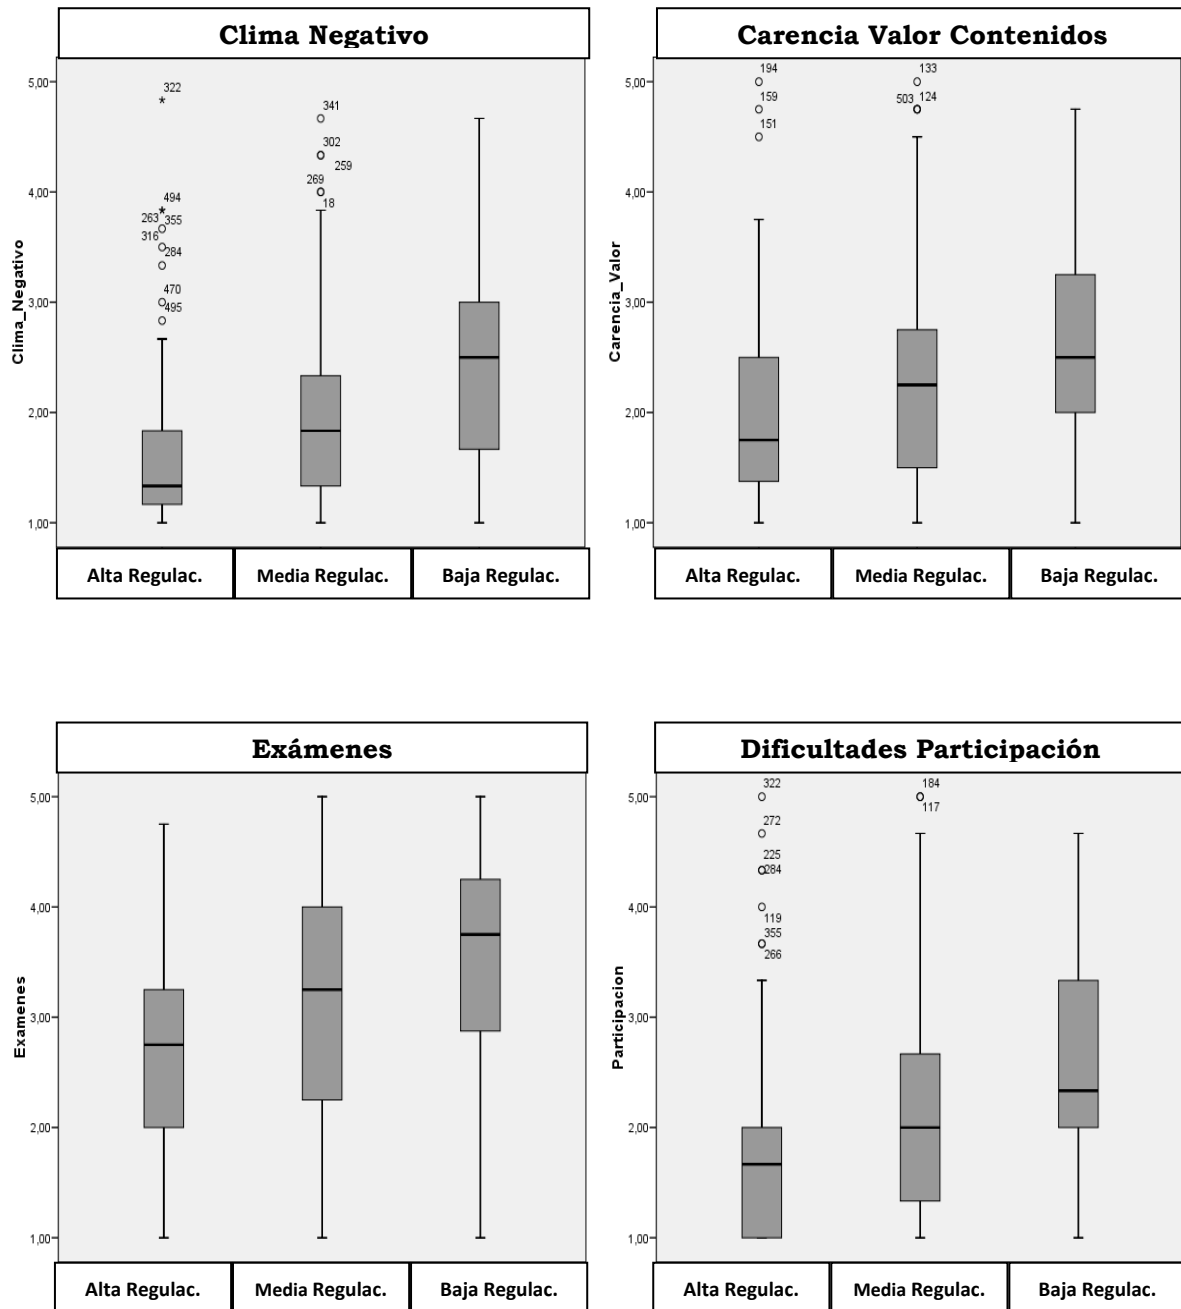 Clima Negativo
5,00
4,00
3,00
2,00
1,00
Clima_Negativo
322
494
263
355
316
284
470
495
341
302
259
269
18
Alta Regulac.
Media Regulac.
Baja Regulac.
Carencia Valor Contenidos
5,00
4,00
3,00
2,00
1,00
Carencia_Valor
194
159
151
133
503
124
Alta Regulac.
Media Regulac.
Baja Regulac.
Exámenes
5,00
4,00
3,00
2,00
1,00
Examenes
Alta Regulac.
Media Regulac.
Baja Regulac.
Dificultades Participación
5,00
4,00
3,00
2,00
1,00
Participacion
322
272
225
284
119
355
266
184
117
Alta Regulac.
Media Regulac.
Baja Regulac.